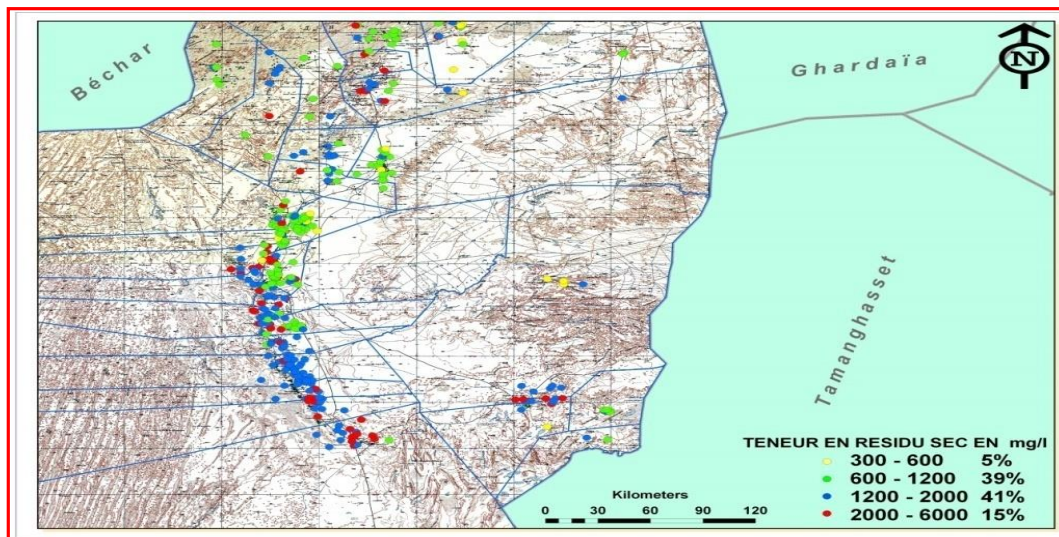 N
Béchar
Ghardaïa
Tamanghasset
TENEUR EN RESIDU SEC EN mg/l
300 - 600 5%
600 - 1200 39%
1200 - 2000 41%
2000 - 6000 15%
Kilometers
0 30 60 90 120